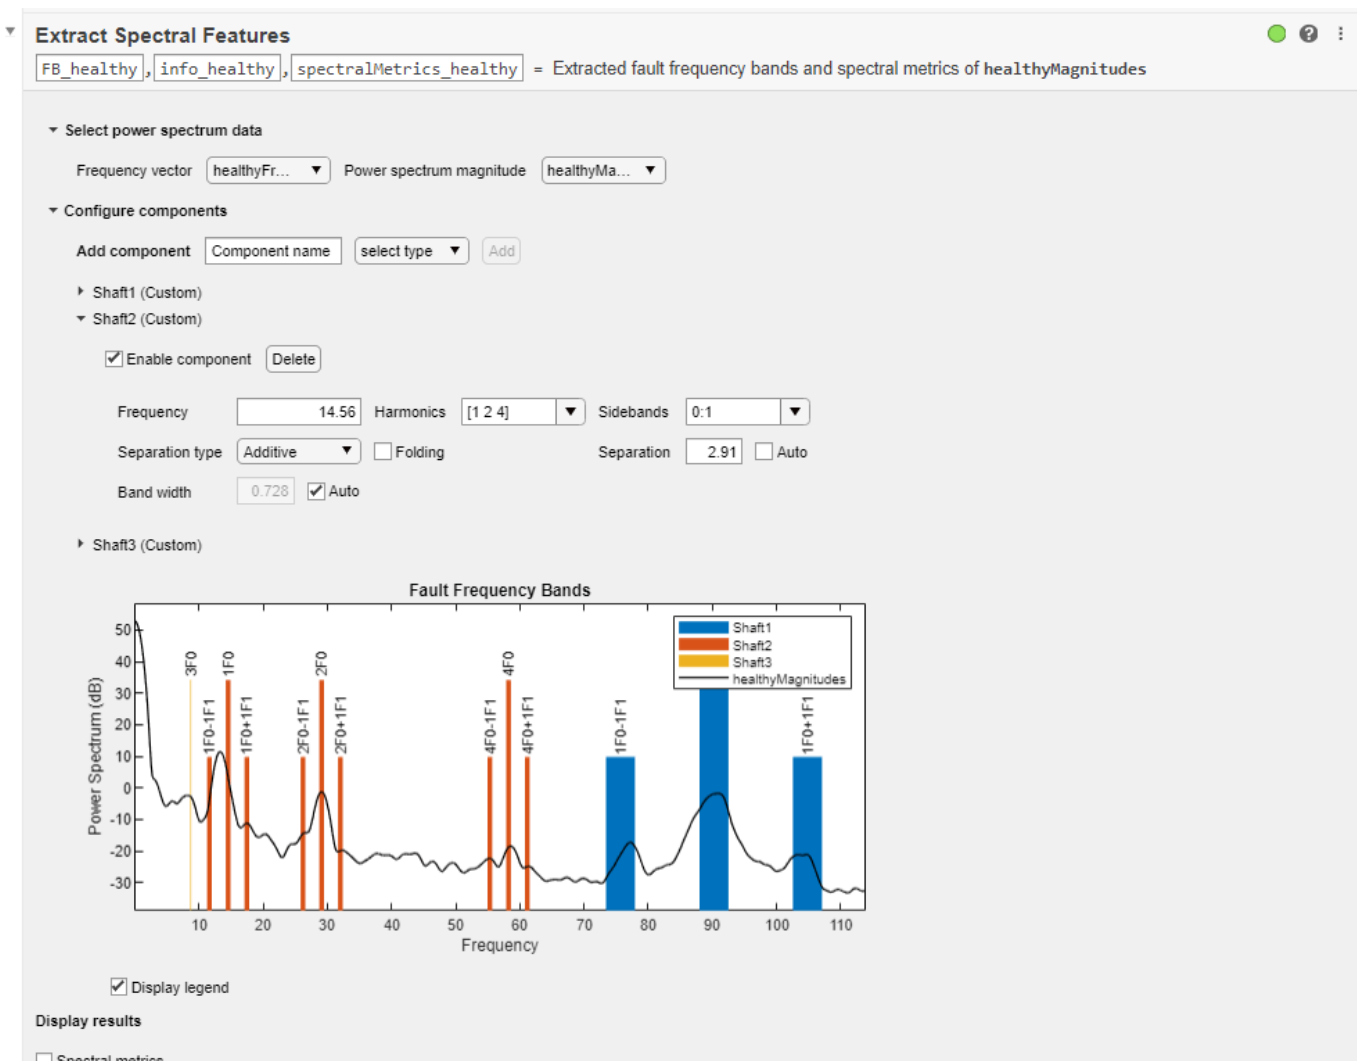 Extract Spectral Features
FB_healthy, info_healthy, spectralMetrics_healthy = Extracted fault frequency bands and spectral metrics of healthyMagnitudes
Select power spectrum data
Frequency vector healthyFr... Power spectrum magnitude healthyMa...
Configure components
Add component Component name select type Add
Shaft1 (Custom)
Shaft2 (Custom)
Enable component Delete
Frequency 14.56 Harmonics [1 2 4] Sidebands 0:1
Separation type Additive Folding Separation 2.91 Auto
Band width 0.728 Auto
Shaft3 (Custom)
Fault Frequency Bands
Power Spectrum (dB)
50
40
30
20
10
0
-10
-20
-30
3F0
1F0-1F1
1F0
1F0+1F1
2F0-1F1
2F0
2F0+1F1
4F0-1F1
4F0
4F0+1F1
1F0-1F1
1F0+1F1
Shaft1
Shaft2
Shaft3
healthyMagnitudes
10 20 30 40 50 60 70 80 90 100 110
Frequency
Display legend
Display results
Spectral metrics